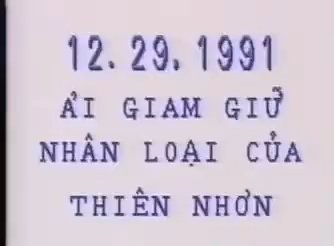 12.29.1991
ẢI GIAM GIỮ
NHÂN LOẠI CỦA
THIÊN NHƠN